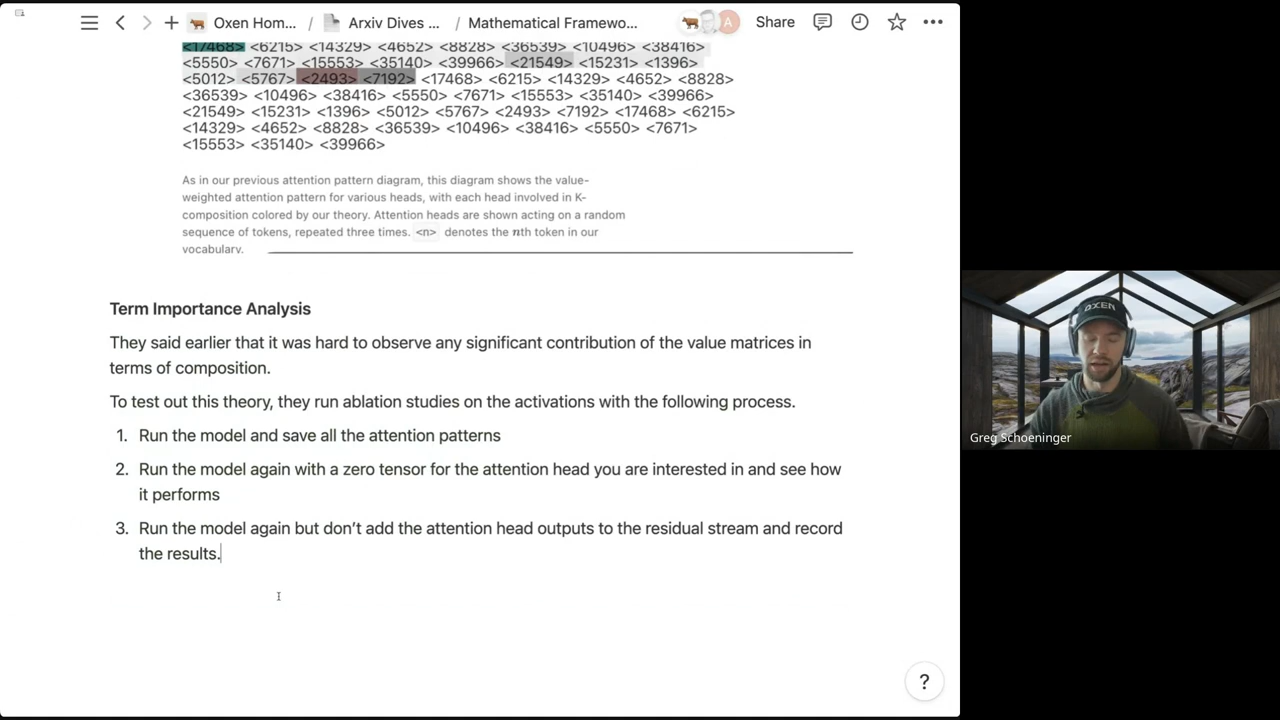 Oxen Hom... / Arxiv Dives ... / Mathematical Framewo... A Share
<17468> <6215> <14329> <4652> <8828> <36539> <10496> <38416>
<5550> <7671> <15553> <35140> <39966> <21549> <15231> <1396>
<5012> <5767> <2493> <7192> <17468> <6215> <14329> <4652> <8828>
<36539> <10496> <38416> <5550> <7671> <15553> <35140> <39966>
<21549> <15231> <1396> <5012> <5767> <2493> <7192> <17468> <6215>
<14329> <4652> <8828> <36539> <10496> <38416> <5550> <7671>
<15553> <35140> <39966>
As in our previous attention pattern diagram, this diagram shows the value-
weighted attention pattern for various heads, with each head involved in K-
composition colored by our theory. Attention heads are shown acting on a random
sequence of tokens, repeated three times. <n> denotes the nth token in our
vocabulary.
Term Importance Analysis
They said earlier that it was hard to observe any significant contribution of the value matrices in
terms of composition.
To test out this theory, they run ablation studies on the activations with the following process.
1. Run the model and save all the attention patterns
2. Run the model again with a zero tensor for the attention head you are interested in and see how
it performs
3. Run the model again but don't add the attention head outputs to the residual stream and record
the results.
?
OXEN
Greg Schoeninger